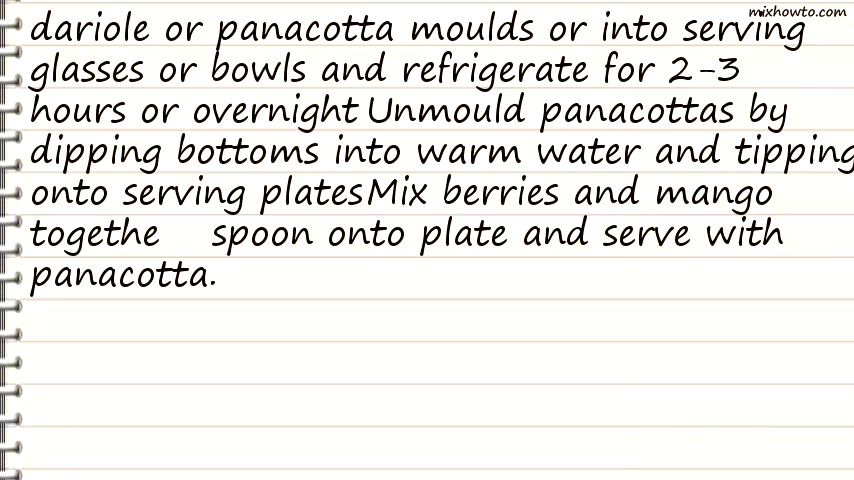 mixhowto.com
dariole or panacotta moulds or into serving
glasses or bowls and refrigerate for 2-3
hours or overnight Unmould panacottas by
dipping bottoms into warm water and tipping
onto serving platesMix berries and mango
togethe spoon onto plate and serve with
panacotta.